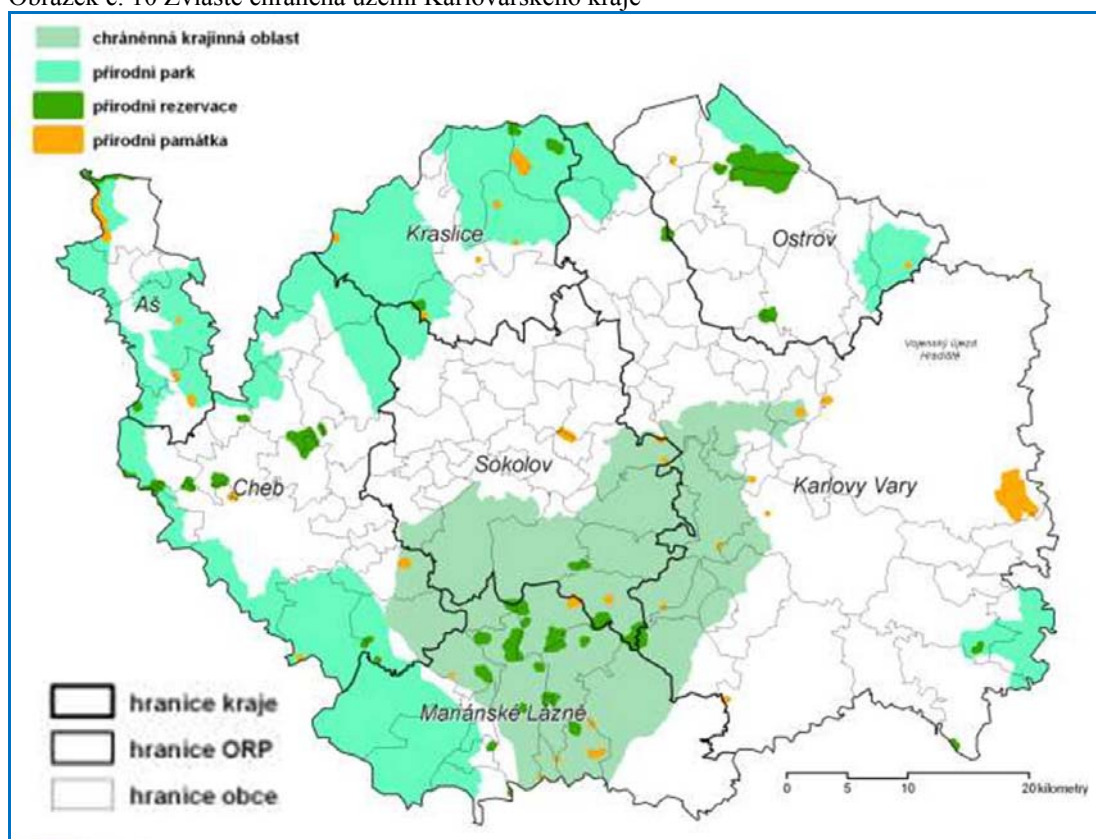 Obrázek č. 10 Zvláště chráněná území Karlovarského kraje
chráněnná krajinná oblast
přírodní park
přírodní rezervace
přírodní památka
Kraslice
Ostrov
Aš
Vojenský újezd
Hradiště
Sokolov
Cheb
Karlovy Vary
Mariánské Lázně
hranice kraje
hranice ORP
hranice obce
0 5 10 20 kilometry